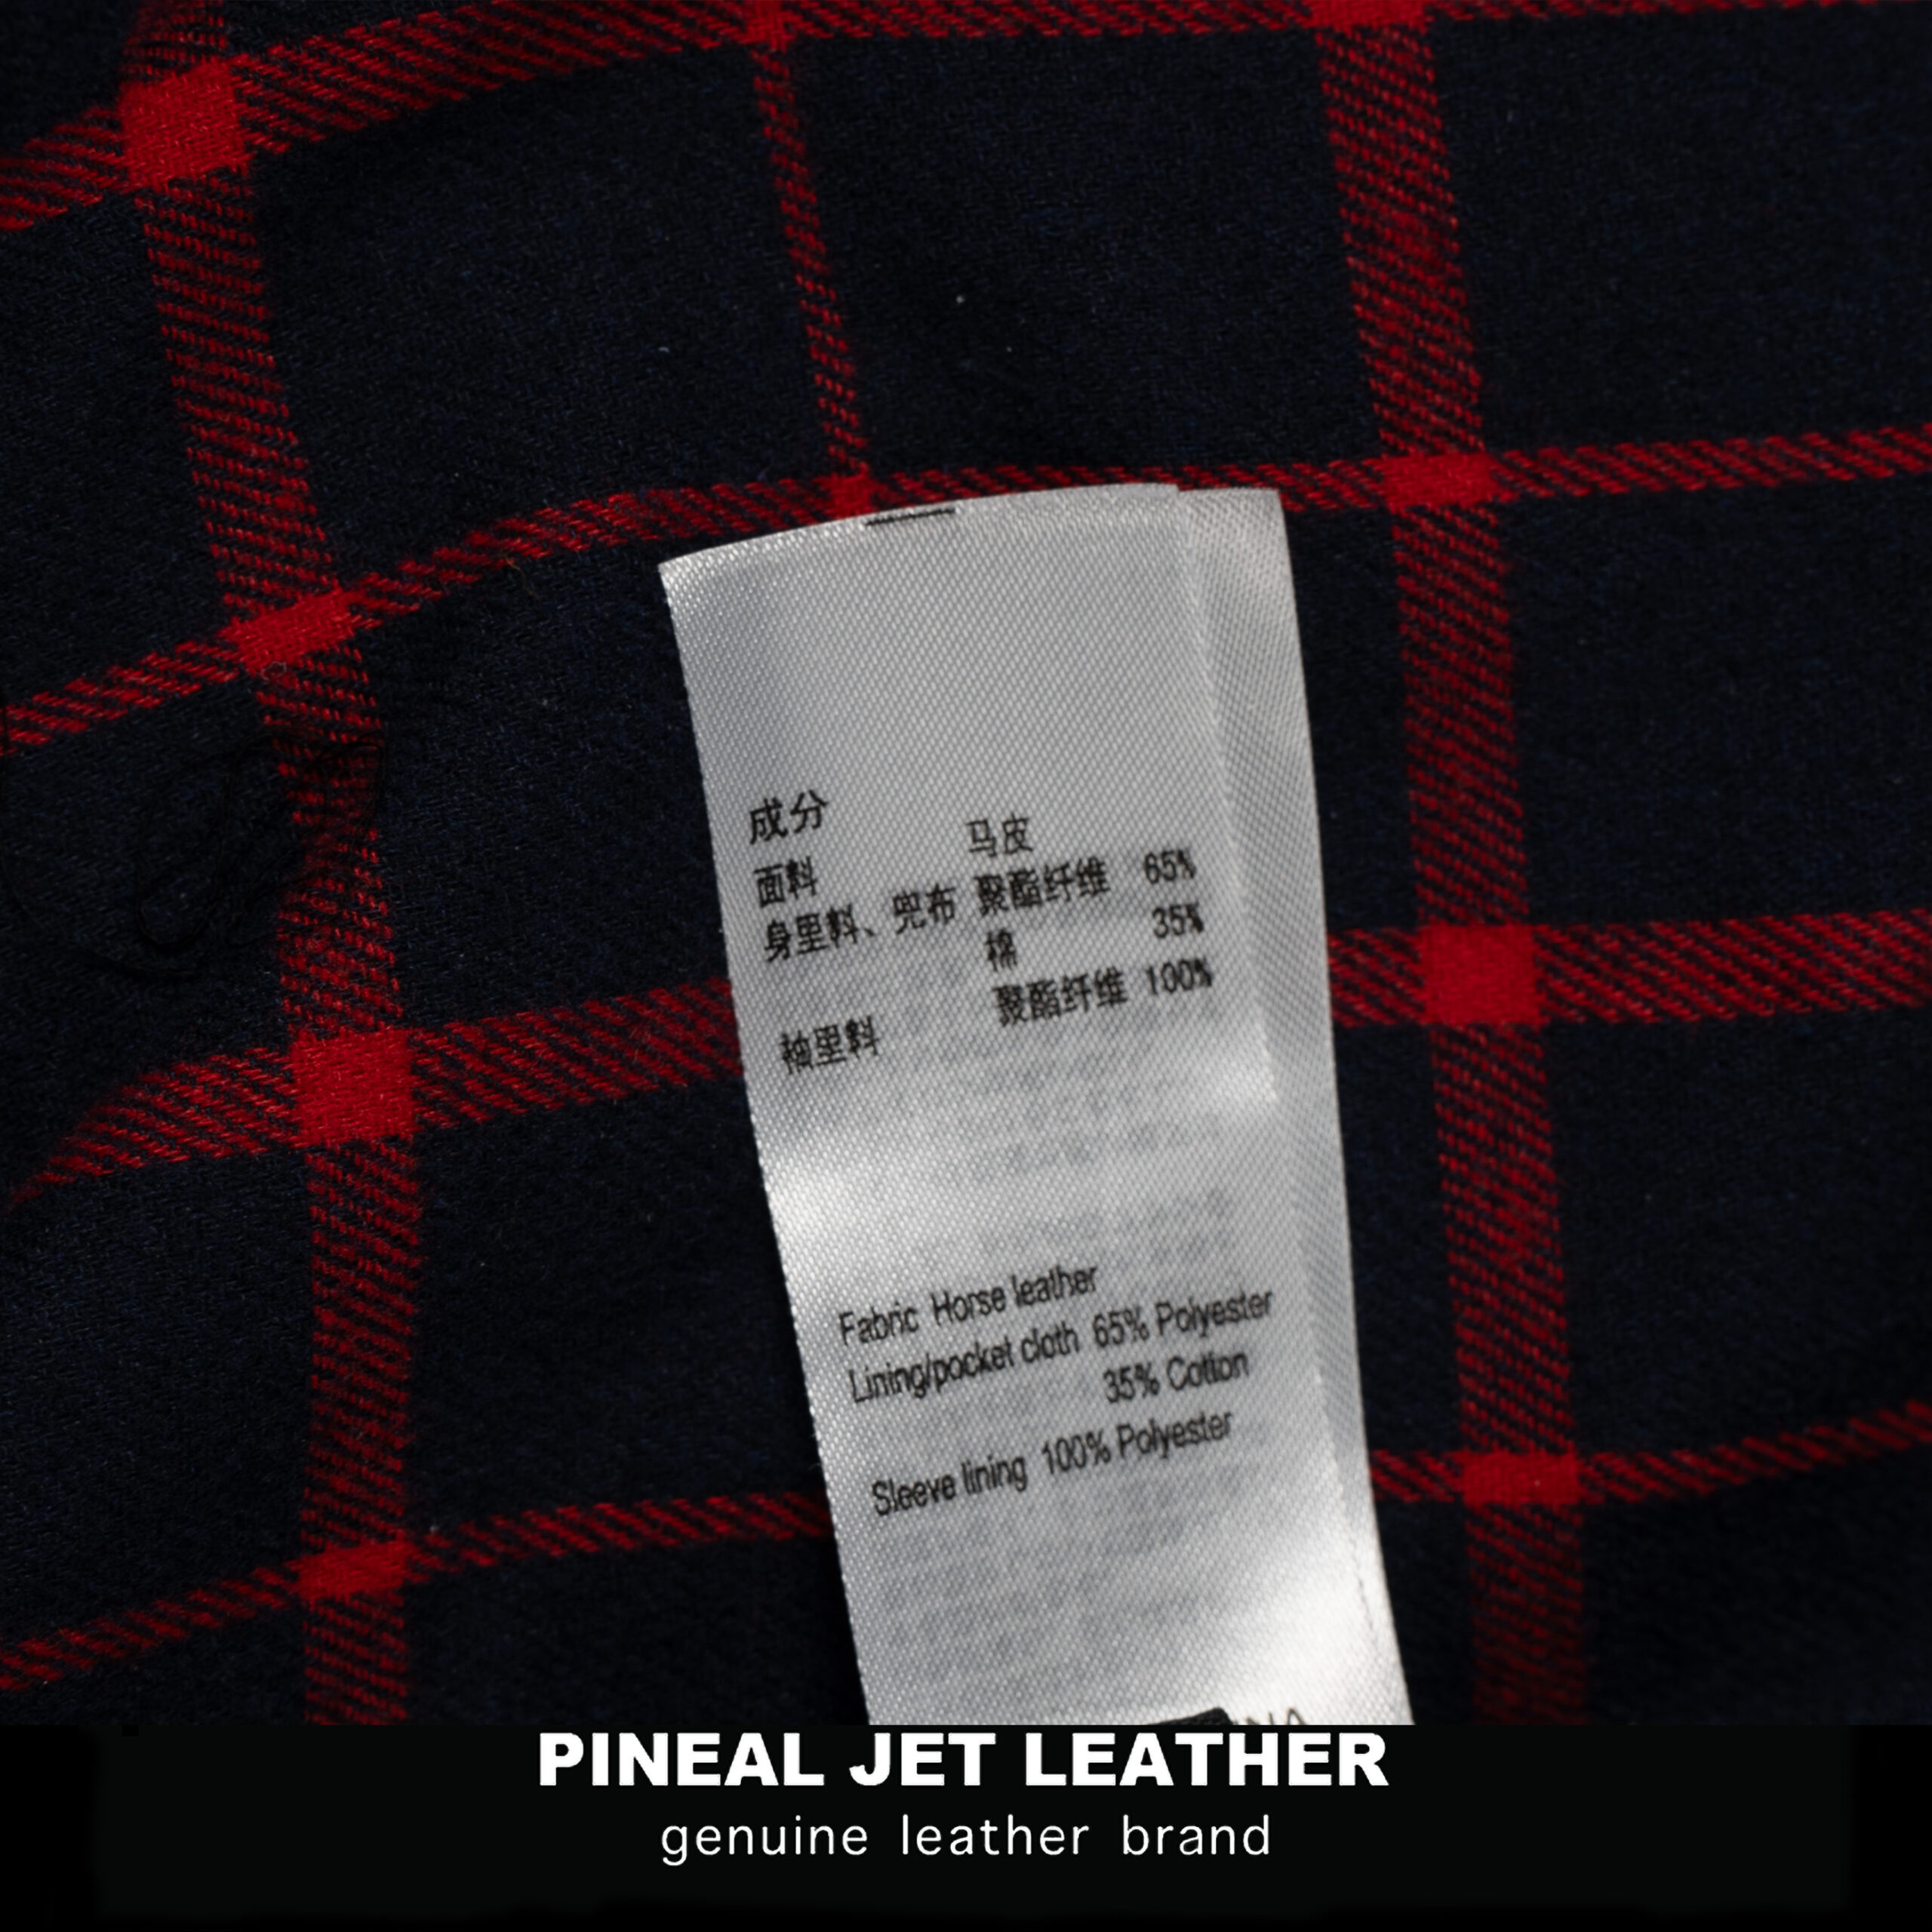 成分
面料 马皮
身里料、兜布 聚酯纤维 65%
棉 35%
袖里料 聚酯纤维 100%
Fabric Horse leather
Lining/pocket cloth 65% Polyester
35% Cotton
Sleeve lining 100% Polyester
PINEAL JET LEATHER
genuine leather brand